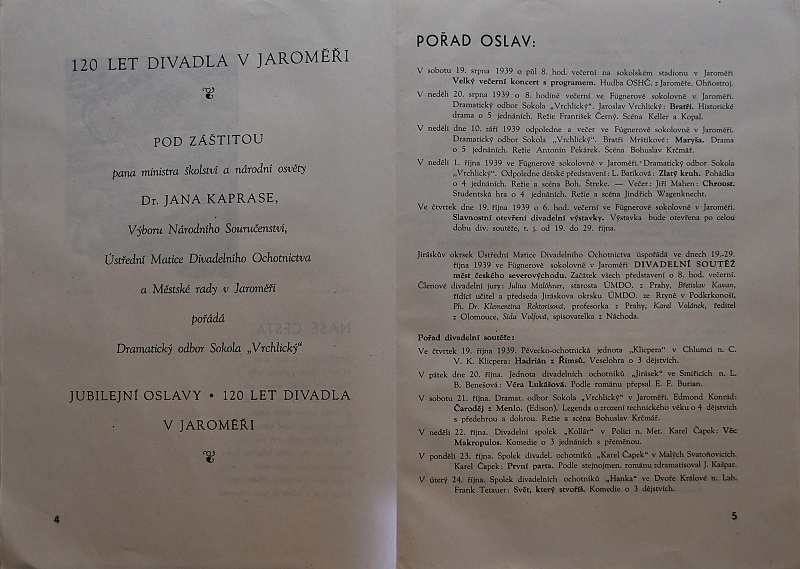 120 LET DIVADLA V JAROMĚŘI
POD ZÁŠTITOU
pana ministra školství a národní osvěty
Dr. JANA KAPRASE,
Výboru Národního Souručenství,
Ústřední Matice Divadelního Ochotnictva
a Městské rady v Jaroměři
pořádá
Dramatický odbor Sokola „Vrchlický“
JUBILEJNÍ OSLAVY • 120 LET DIVADLA
V JAROMĚŘI
4
POŘAD OSLAV:
V sobotu 19. srpna 1939 o půl 8. hod. večerní na sokolském stadionu v Jaroměři
Velký večerní koncert s programem. Hudba OSHČ. z Jaroměře. Ohňostroj.
V neděli 20. srpna 1939 o 8. hodině večerní ve Fügnerově sokolovně v Jaroměři.
Dramatický odbor Sokola „Vrchlický“. Jaroslav Vrchlický: Bratři. Historické
drama o 5 jednáních. Režie František Černý. Scéna Keller a Kopal.
V neděli dne 10. září 1939 odpoledne a večer ve Fügnerově sokolovně v Jaroměři.
Dramatický odbor Sokola „Vrchlický“. Bratři Mrštíkové: Maryša. Drama
o 5 jednáních. Režie Antonín Pekárek. Scéna Bohuslav Krčmář.
V neděli 1. října 1939 ve Fügnerově sokolovně v Jaroměři. Dramatický odbor Sokola
„Vrchlický“. Odpoledne dětské představení: L. Batíková: Zlatý kruh. Pohádka
o 4 jednáních. Režie a scéna Boh. Štreke. — Večer: Jiří Mahen: Chroust.
Studentská hra o 4 jednáních. Režie a scéna Jindřich Wagenknecht.
Ve čtvrtek dne 19. října 1939 o 6. hod. večerní ve Fügnerově sokolovně v Jaroměři.
Slavnostní otevření divadelní výstavky. Výstavka bude otevřena po celou
dobu div. soutěže, t. j. od 19. do 29. října.
Jiráskův okrsek Ústřední Matice Divadelního Ochotnictva úspořádá ve dnech 19.-29.
října 1939 ve Fügnerově sokolovně v Jaroměři DIVADELNÍ SOUTĚŽ
měst českého severovýchodu. Začátek všech představení o 8. hod. večerní.
Členové divadelní jury: Julius Mitlöhner, starosta ÚMDO. z Prahy, Břetislav Kavan,
řídící učitel a předseda Jiráskova okrsku ÚMDO. ze Rtyně v Podkrkonoší,
Ph. Dr. Klementina Rektorisová, profesorka z Prahy, Karel Volánek, ředitel
z Olomouce, Sida Volfová, spisovatelka z Náchoda.
Pořad divadelní soutěže:
Ve čtvrtek 19. října 1939. Pěvecko-ochotnická jednota „Klicpera“ v Chlumci n. C.
V. K. Klicpera: Hadrián z Římsů. Veselohra o 3 dějstvích.
V pátek dne 20. října. Jednota divadelních ochotníků „Jirásek“ ve Smiřicích n. L.
B. Benešová: Věra Lukášová. Podle románu přepsal E. F. Burian.
V sobotu 21. října. Dramat. odbor Sokola „Vrchlický“ v Jaroměři. Edmond Konrád:
Čaroděj z Menlo. (Edison). Legenda o zrození technického věku o 4 dějstvích
s předehrou a dohrou. Režie a scéna Bohuslav Krčmář.
V neděli 22. října. Divadelní spolek „Kollár“ v Polici n. Met. Karel Čapek: Věc
Makropulos. Komedie o 3 jednáních s přeměnou.
V pondělí 23. října. Spolek divadel. ochotníků „Karel Čapek“ v Malých Svatoňovicích.
Karel Čapek: První parta. Podle stejnojmen. románu zdramatisoval J. Kašpar.
V úterý 24. října. Spolek divadelních ochotníků „Hanka“ ve Dvoře Králové n. Lab.
Frank Tetauer: Svět, který stvoříš. Komedie o 3 dějstvích.
5